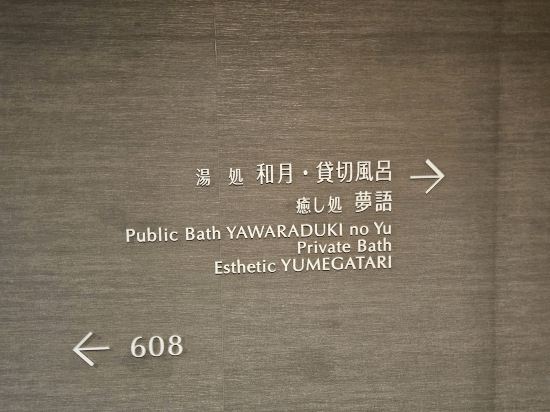 湯 処 和月・貸切風呂 →
癒し処 夢語
Public Bath YAWARADUKI no Yu
Private Bath
Esthetic YUMEGATARI
← 608